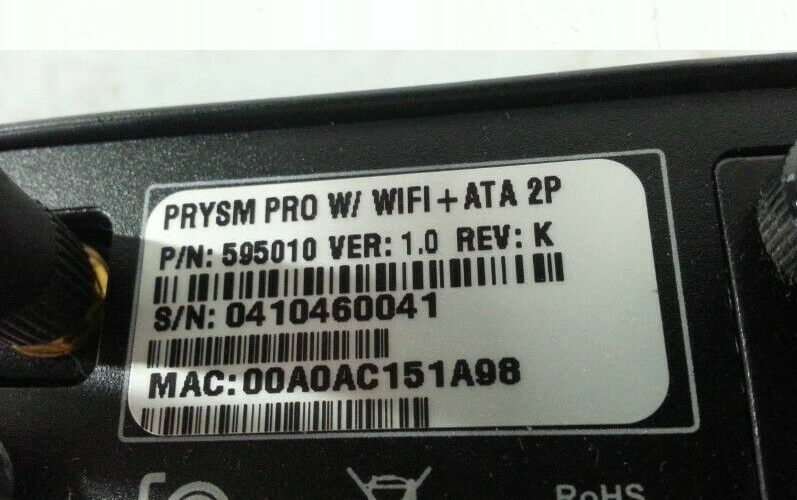 PRYSM PRO W/ WIFI+ATA 2P
P/N: 595010 VER: 1.0 REV: K
S/N: 0410460041
MAC: 00A0AC151A98
RoHS